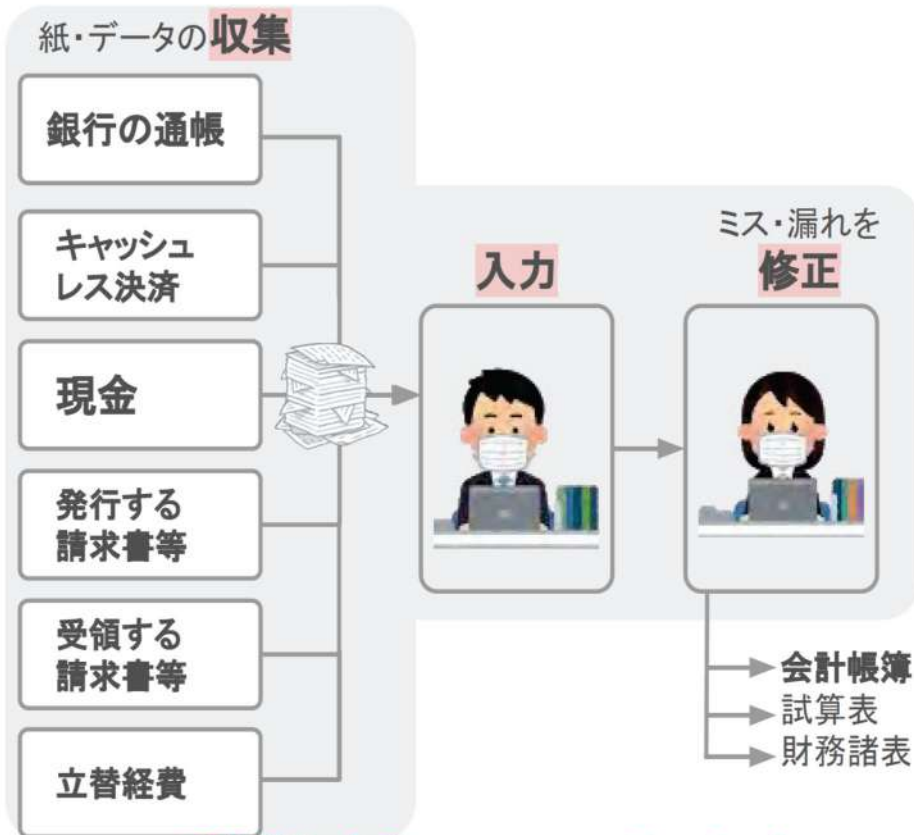 紙・データの収集
銀行の通帳
キャッシュ
レス決済
現金
発行する
請求書等
受領する
請求書等
立替経費
入力
ミス・漏れを
修正
会計帳簿
試算表
財務諸表